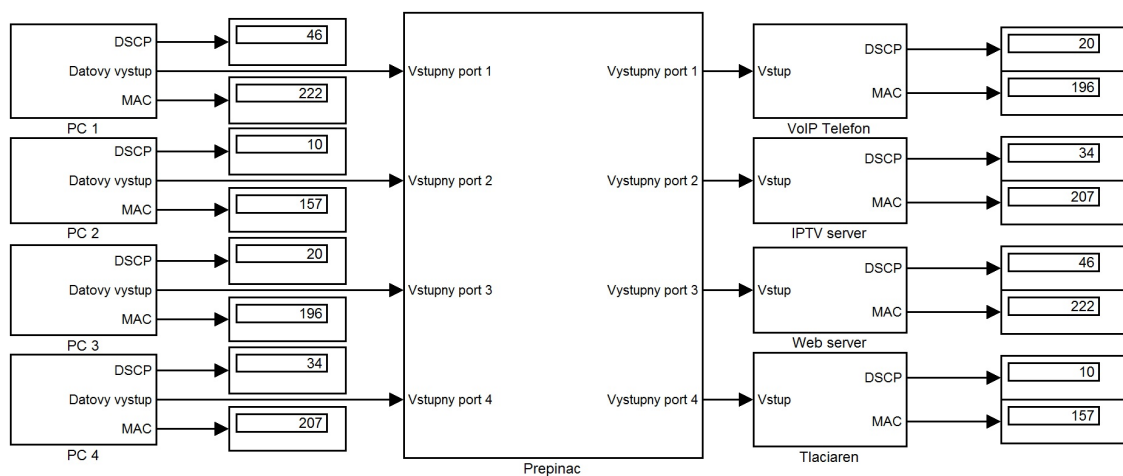 DSCP
46
Datovy vystup
MAC
222
PC 1
DSCP
10
Datovy vystup
MAC
157
PC 2
DSCP
20
Datovy vystup
MAC
196
PC 3
DSCP
34
Datovy vystup
MAC
207
PC 4
Vstupny port 1
Vstupny port 2
Vstupny port 3
Vstupny port 4
Vystupny port 1
Vystupny port 2
Vystupny port 3
Vystupny port 4
Prepinac
Vstup
DSCP
20
MAC
196
VoIP Telefon
Vstup
DSCP
34
MAC
207
IPTV server
Vstup
DSCP
46
MAC
222
Web server
Vstup
DSCP
10
MAC
157
Tlaciaren